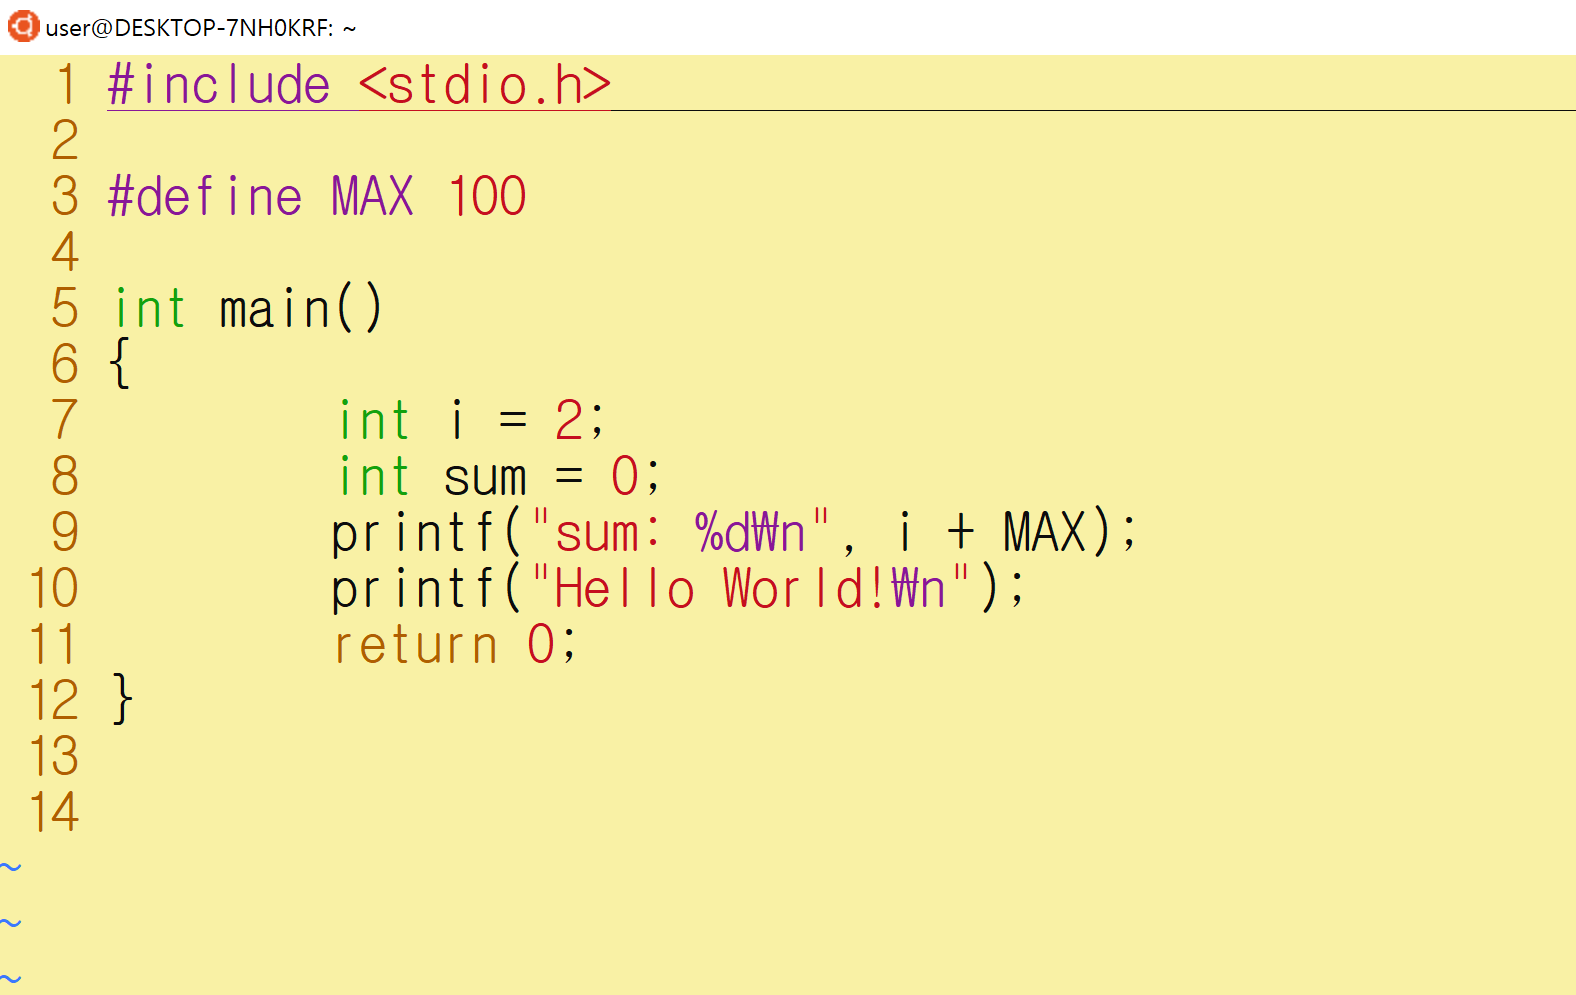 user@DESKTOP-7NH0KRF: ~
1 #include <stdio.h>
2
3 #define MAX 100
4
5 int main()
6 {
7         int i = 2;
8         int sum = 0;
9         printf("sum: %d₩n", i + MAX);
10         printf("Hello World!₩n");
11         return 0;
12 }
13
14
~
~
~